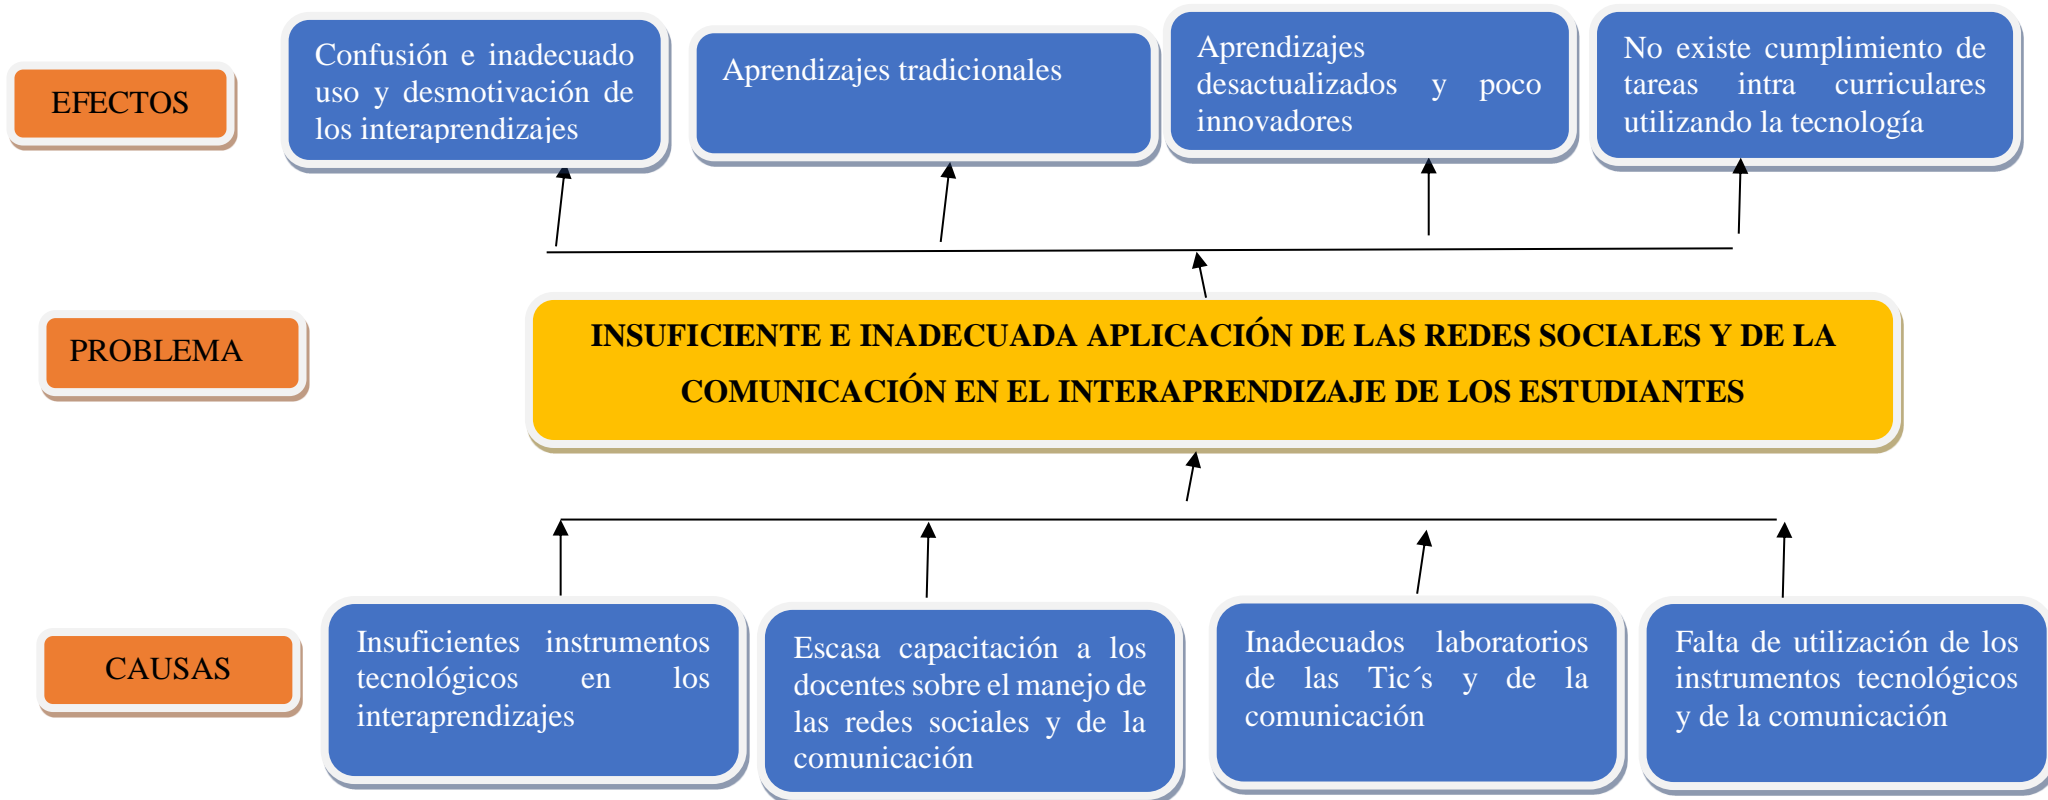 EFECTOS
Confusión e inadecuado
uso y desmotivación de
los interaprendizajes
Aprendizajes tradicionales
Aprendizajes
desactualizados y poco
innovadores
No existe cumplimiento de
tareas intra curriculares
utilizando la tecnología
PROBLEMA
INSUFICIENTE E INADECUADA APLICACIÓN DE LAS REDES SOCIALES Y DE LA
COMUNICACIÓN EN EL INTERAPRENDIZAJE DE LOS ESTUDIANTES
CAUSAS
Insuficientes instrumentos
tecnológicos en los
interaprendizajes
Escasa capacitación a los
docentes sobre el manejo de
las redes sociales y de la
comunicación
Inadecuados laboratorios
de las Tic´s y de la
comunicación
Falta de utilización de los
instrumentos tecnológicos
y de la comunicación